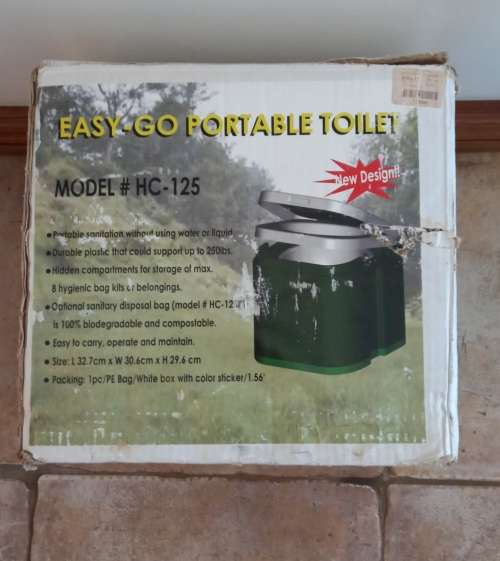 EASY-GO PORTABLE TOILET
New Design!!
MODEL # HC-125
• Portable sanitation without using water or liquid
• Durable plastic that could support up to 250lbs.
• Hidden compartments for storage of max.
8 hygienic bag kits or belongings.
• Optional sanitary disposal bag (model # HC-12
is 100% biodegradable and compostable.
• Easy to carry, operate and maintain.
• Size: L 32.7cm x W 30.6cm x H 29.6 cm
• Packing: 1pc/PE Bag/White box with color sticker/1.56'